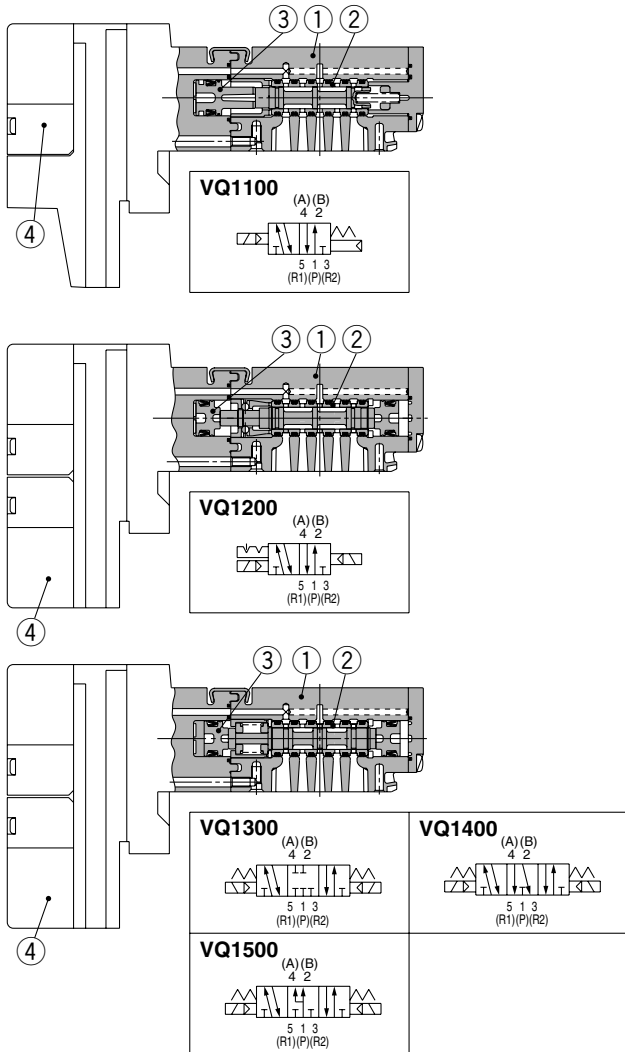 ③ ① ②
④
VQ1100
(A) (B)
4 2
5 1 3
(R1)(P)(R2)
③ ① ②
④
VQ1200
(A) (B)
4 2
5 1 3
(R1)(P)(R2)
③ ① ②
④
VQ1300
(A) (B)
4 2
5 1 3
(R1)(P)(R2)
VQ1400
(A) (B)
4 2
5 1 3
(R1)(P)(R2)
VQ1500
(A) (B)
4 2
5 1 3
(R1)(P)(R2)